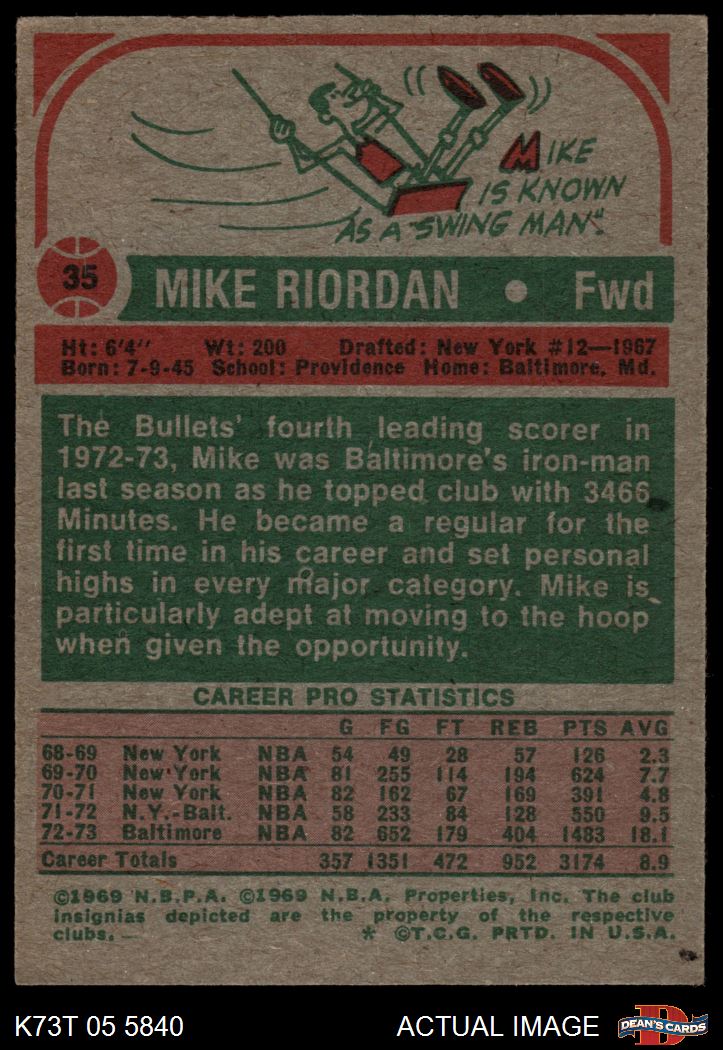 MIKE
IS KNOWN
AS A "SWING MAN".
35
MIKE RIORDAN • Fwd
Ht: 6'4'' Wt: 200 Drafted: New York #12—1967
Born: 7-9-45 School: Providence Home: Baltimore, Md.
The Bullets' fourth leading scorer in
1972-73, Mike was Baltimore's iron-man
last season as he topped club with 3466
Minutes. He became a regular for the
first time in his career and set personal
highs in every major category. Mike is
particularly adept at moving to the hoop
when given the opportunity.
CAREER PRO STATISTICS
G FG FT REB PTS AVG
68-69 New York NBA 54 49 28 57 126 2.3
69-70 New York NBA 81 255 114 194 624 7.7
70-71 New York NBA 82 162 67 169 391 4.8
71-72 N.Y.-Balt. NBA 58 233 84 128 550 9.5
72-73 Baltimore NBA 82 652 179 404 1483 18.1
Career Totals 357 1351 472 952 3174 8.9
©1969 N.B.P.A. ©1969 N.B.A. Properties, Inc. The club
insignias depicted are the property of the respective
clubs. * ©T.C.G. PRTD. IN U.S.A.
K73T 05 5840 ACTUAL IMAGE
DEAN'S CARDS